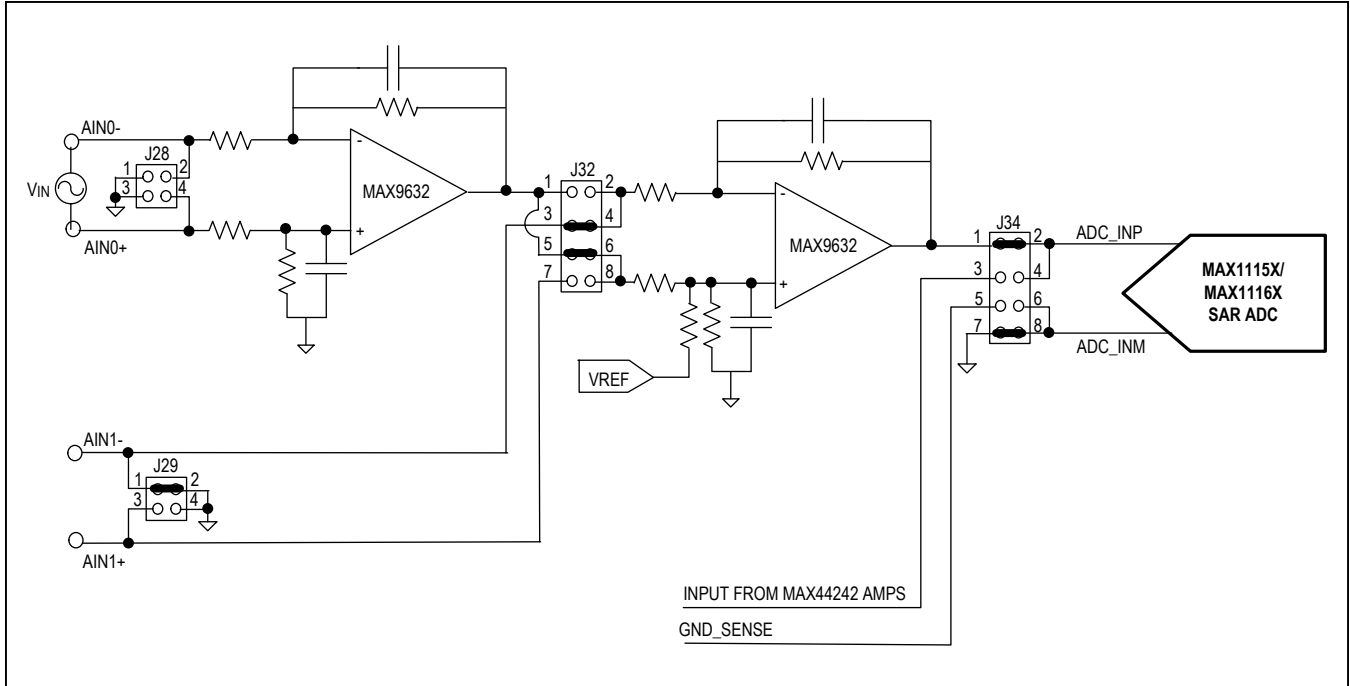 AIN0-
J28
1 2
3 4
VIN
AIN0+
-
MAX9632
+
J32
1 2
3 4
5 6
7 8
-
MAX9632
+
VREF
J34
1 2
3 4
5 6
7 8
ADC_INP
ADC_INM
MAX1115X/
MAX1116X
SAR ADC
AIN1-
J29
1 2
3 4
AIN1+
INPUT FROM MAX44242 AMPS
GND_SENSE